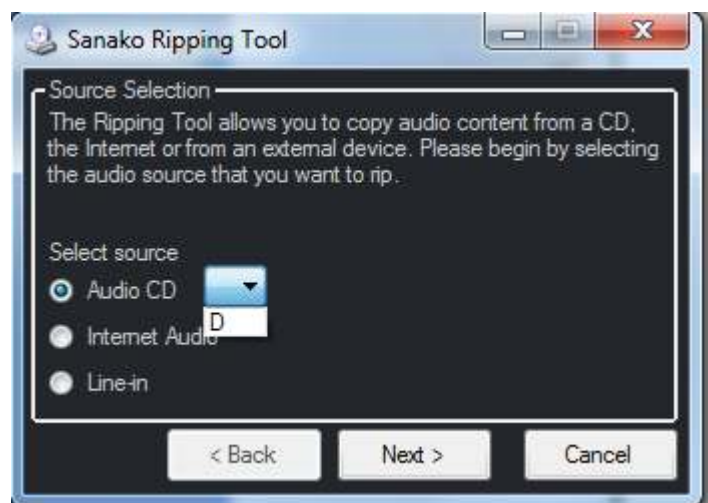 Sanako Ripping Tool
Source Selection
The Ripping Tool allows you to copy audio content from a CD,
the Internet or from an external device. Please begin by selecting
the audio source that you want to rip.
Select source
Audio CD
D
Internet Audio
Line-in
< Back
Next >
Cancel